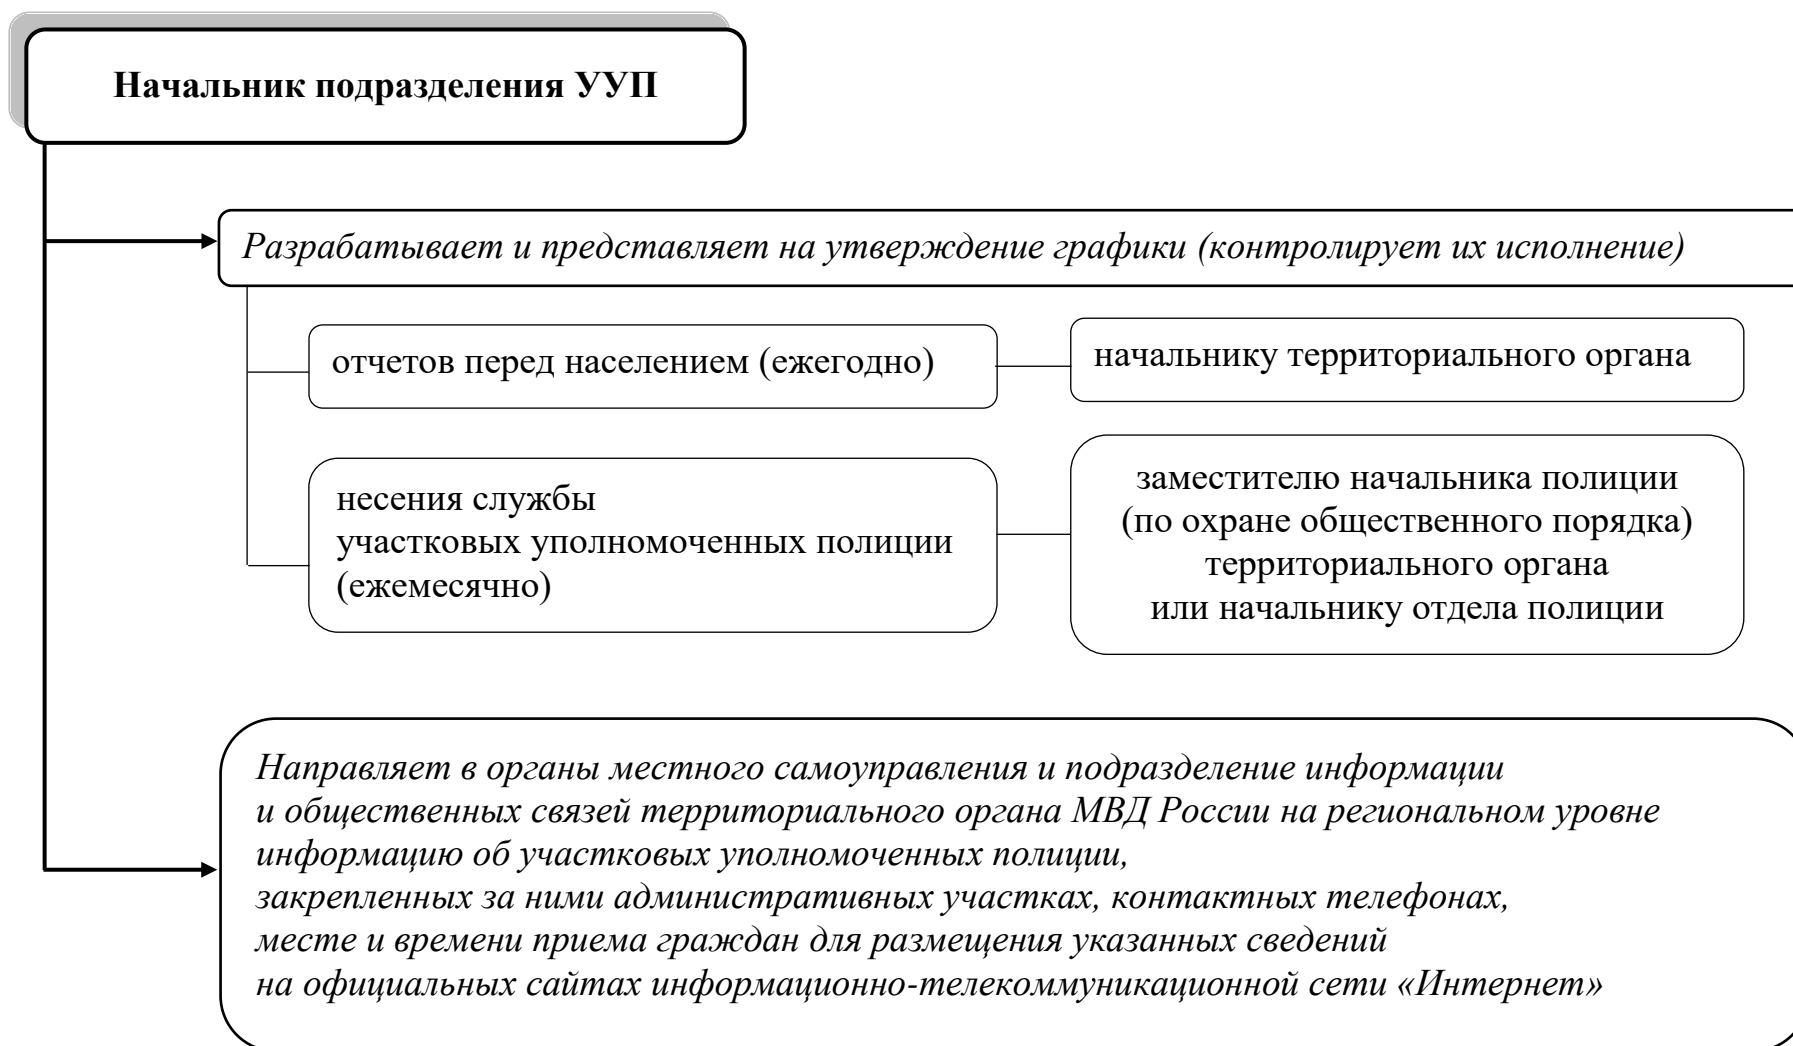 Начальник подразделения УУП
Разрабатывает и представляет на утверждение графики (контролирует их исполнение)
отчетов перед населением (ежегодно)
начальнику территориального органа
несения службы
участковых уполномоченных полиции
(ежемесячно)
заместителю начальника полиции
(по охране общественного порядка)
территориального органа
или начальнику отдела полиции
Направляет в органы местного самоуправления и подразделение информации
и общественных связей территориального органа МВД России на региональном уровне
информацию об участковых уполномоченных полиции,
закрепленных за ними административных участках, контактных телефонах,
месте и времени приема граждан для размещения указанных сведений
на официальных сайтах информационно-телекоммуникационной сети «Интернет»